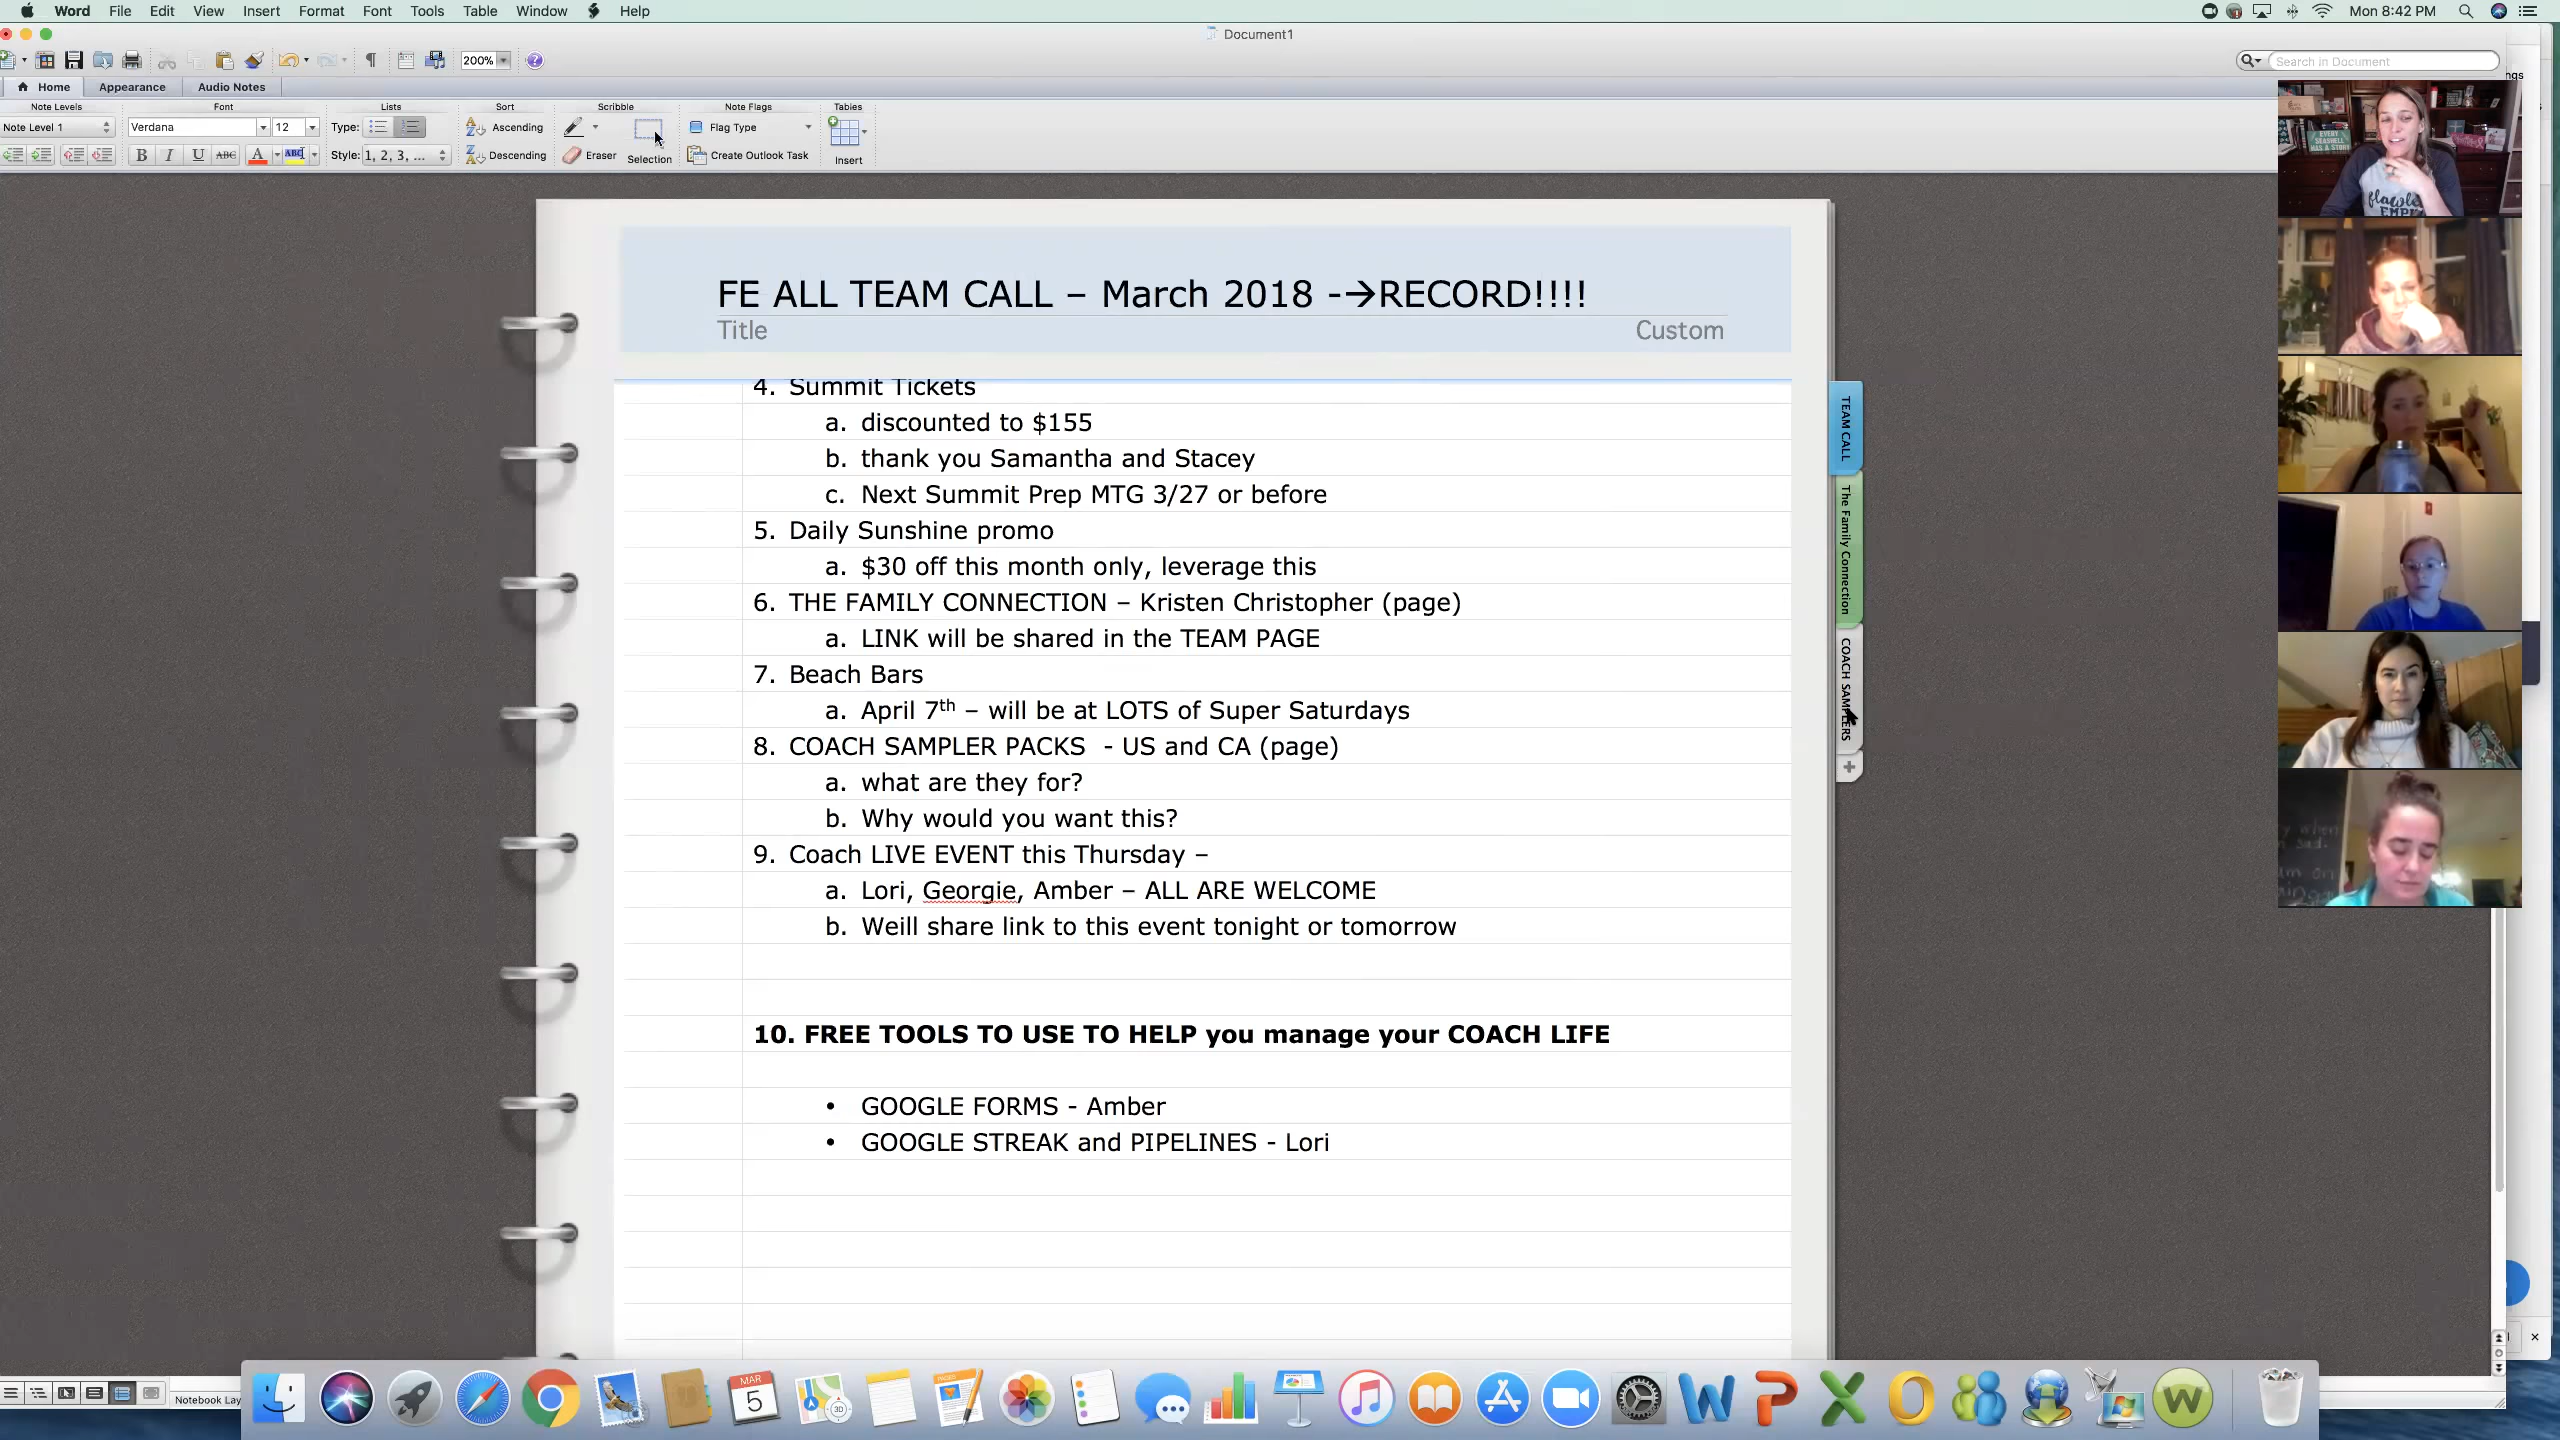 Word File Edit View Insert Format Font Tools Table Window Help Mon 8:42 PM
Document1
200% Search in Document
Home Appearance Audio Notes
Note Levels Font Lists Sort Scribble Note Flags Tables
Note Level 1 Verdana 12 Type: Ascending Flag Type
B I U ABC A ABC Style: 1, 2, 3, ... Descending Eraser Selection Create Outlook Task Insert
FE ALL TEAM CALL – March 2018 -→RECORD!!!!
Title Custom
4. Summit Tickets
a. discounted to $155
b. thank you Samantha and Stacey
c. Next Summit Prep MTG 3/27 or before
5. Daily Sunshine promo
a. $30 off this month only, leverage this
6. THE FAMILY CONNECTION – Kristen Christopher (page)
a. LINK will be shared in the TEAM PAGE
7. Beach Bars
a. April 7th – will be at LOTS of Super Saturdays
8. COACH SAMPLER PACKS - US and CA (page)
a. what are they for?
b. Why would you want this?
9. Coach LIVE EVENT this Thursday –
a. Lori, Georgie, Amber – ALL ARE WELCOME
b. Weill share link to this event tonight or tomorrow
10. FREE TOOLS TO USE TO HELP you manage your COACH LIFE
• GOOGLE FORMS - Amber
• GOOGLE STREAK and PIPELINES - Lori
TEAM CALL
The Family Connection
COACH SAMPLERS
EVERY
SEASHELL
HAS A STORY
Notebook Lay
MAR
5